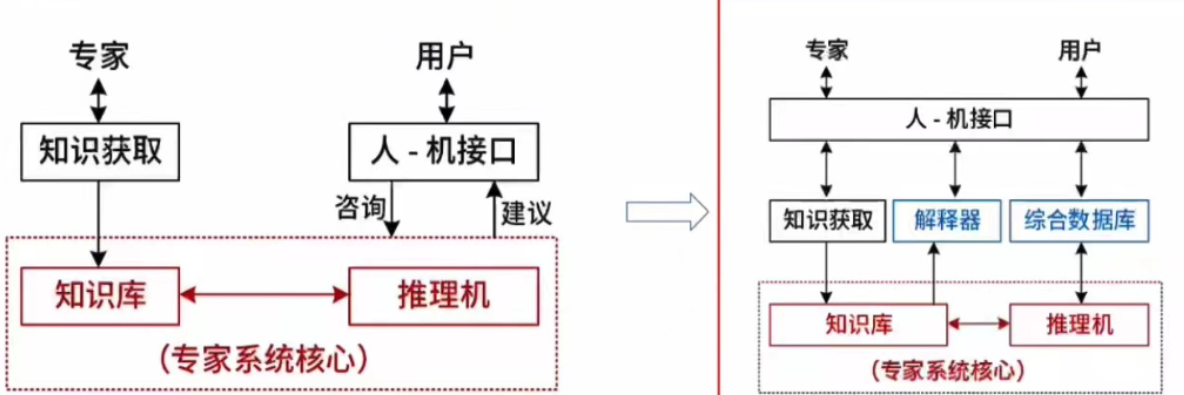 专家
用户
知识获取
人 - 机接口
咨询
建议
知识库
推理机
（专家系统核心）
专家
用户
人 - 机接口
知识获取
解释器
综合数据库
知识库
推理机
（专家系统核心）